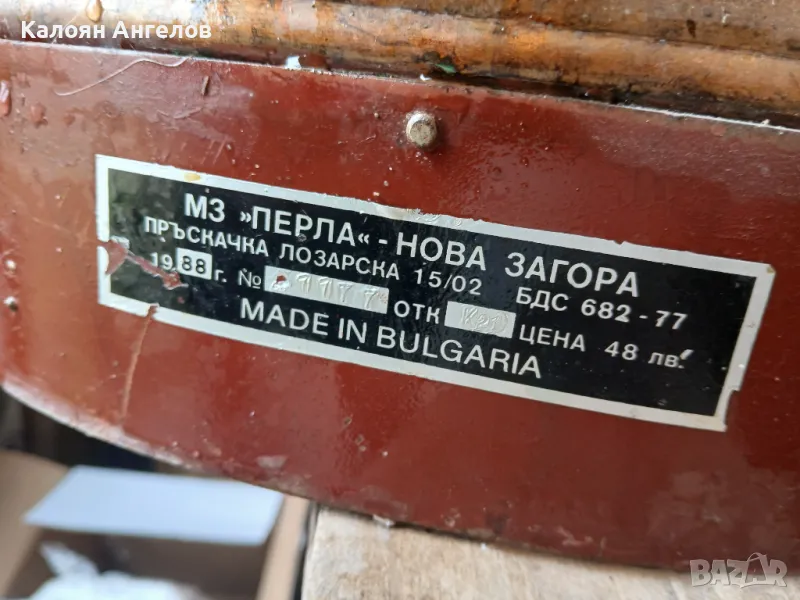 Калоян Ангелов
МЗ »ПЕРЛА« - НОВА ЗАГОРА
ПРЪСКАЧКА ЛОЗАРСКА 15/02 БДС 682-77
1988 г. № ОТК ЦЕНА 48 лв.
MADE IN BULGARIA
BAZAR